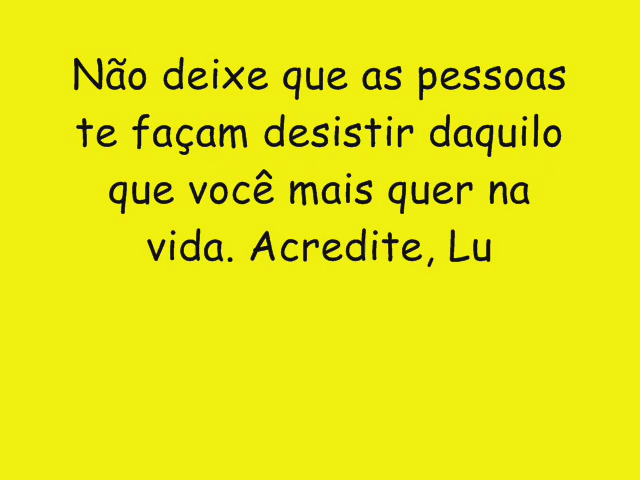 Não deixe que as pessoas
te façam desistir daquilo
que você mais quer na
vida. Acredite, Lu